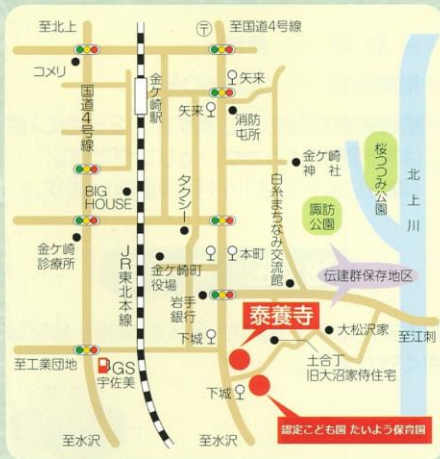 至北上
〒
至国道4号線
コメリ
国道4号線
金ケ崎駅
矢来
矢来
消防
屯所
金ケ崎
神社
桜つつみ公園
北上川
BIG
HOUSE
タクシー
白糸まちなみ交流館
諏訪
公園
金ケ崎
診療所
JR東北本線
金ケ崎町
役場
本町
伝建群保存地区
岩手
銀行
泰養寺
大松沢家
至江刺
下城
至工業団地
GS
宇佐美
土合丁
旧大沼家侍住宅
下城
認定こども園 たいよう保育園
至水沢
至水沢